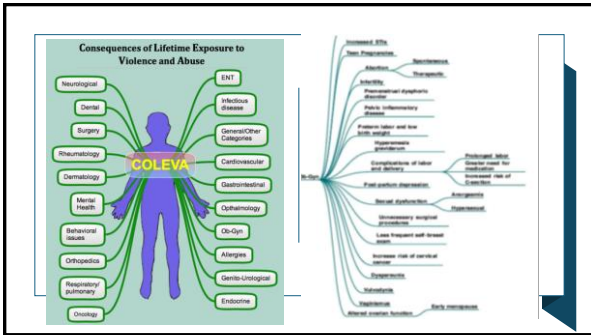 Consequences of Lifetime Exposure to
Violence and Abuse
Neurological
Dental
Surgery
Rheumatology
Dermatology
Mental
Health
Behavioral
issues
Orthopedics
Respiratory/
pulmonary
Oncology
COLEVA
ENT
Infectious
disease
General/Other
Categories
Cardiovascular
Gastrointestinal
Opthalmology
Ob-Gyn
Allergies
Genito-Urological
Endocrine
Ob-Gyn
Increased STIs
Teen Pregnancies
Abortion
Spontaneous
Therapeutic
Infertility
Premenstrual dysphoric
disorder
Pelvic inflammatory
disease
Preterm labor and low
birth weight
Hyperemesis
gravidarum
Complications of labor
and delivery
Prolonged labor
Greater need for
medication
Increased risk of
C-section
Post-partum depression
Sexual dysfunction
Anorgasmia
Hypersexual
Unnecessary surgical
procedures
Less frequent self-breast
exam
Increase risk of cervical
cancer
Dyspareunia
Vulvodynia
Vaginismus
Altered ovarian function
Early menopause